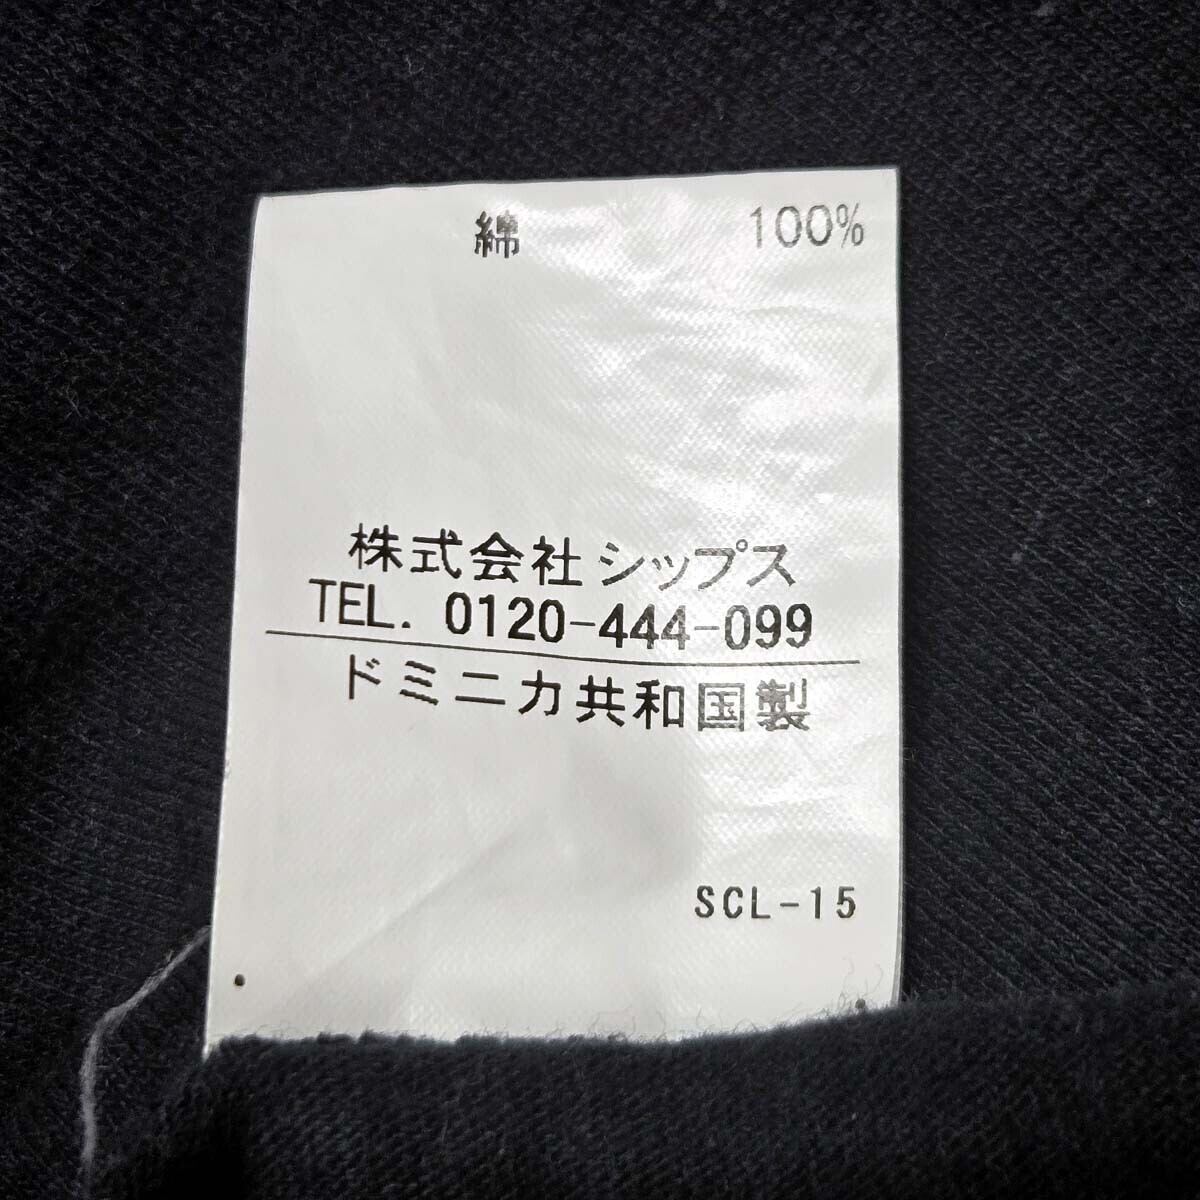 綿 100%
株式会社シップス
TEL. 0120-444-099
ドミニカ共和国製
SCL-15